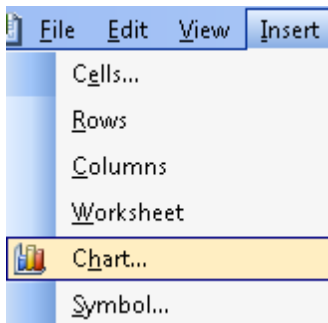 File Edit View Insert
Cells...
Rows
Columns
Worksheet
Chart...
Symbol...